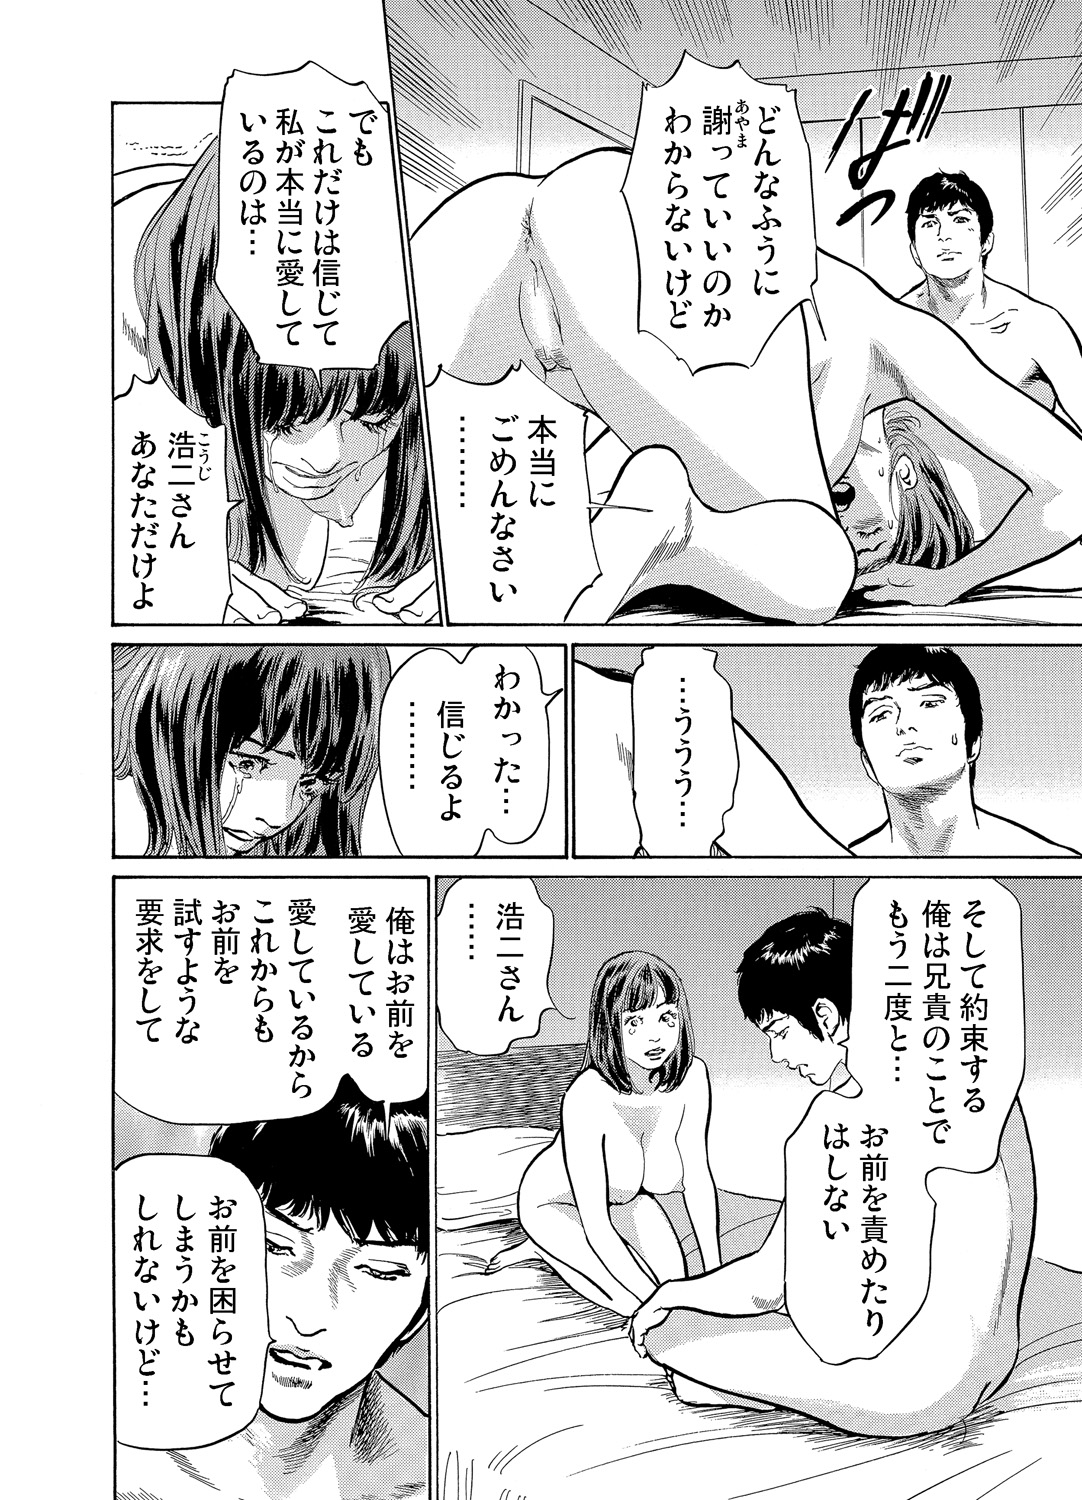 ばっ
どんなふうに
謝っていいのか
あやま
わからないけど
本当に
ごめんなさい
………
でも
これだけは信じて
私が本当に愛して
いるのは…
浩二さん
こうじ
あなただけよ
…ううう…
わかった…
信じるよ
………
そして約束する
俺は兄貴のことで
もう二度と…
お前を責めたり
はしない
浩二さん
……
俺はお前を
愛している
愛しているから
これからも
お前を
試すような
要求をして
お前を困らせて
しまうかも
しれないけど…